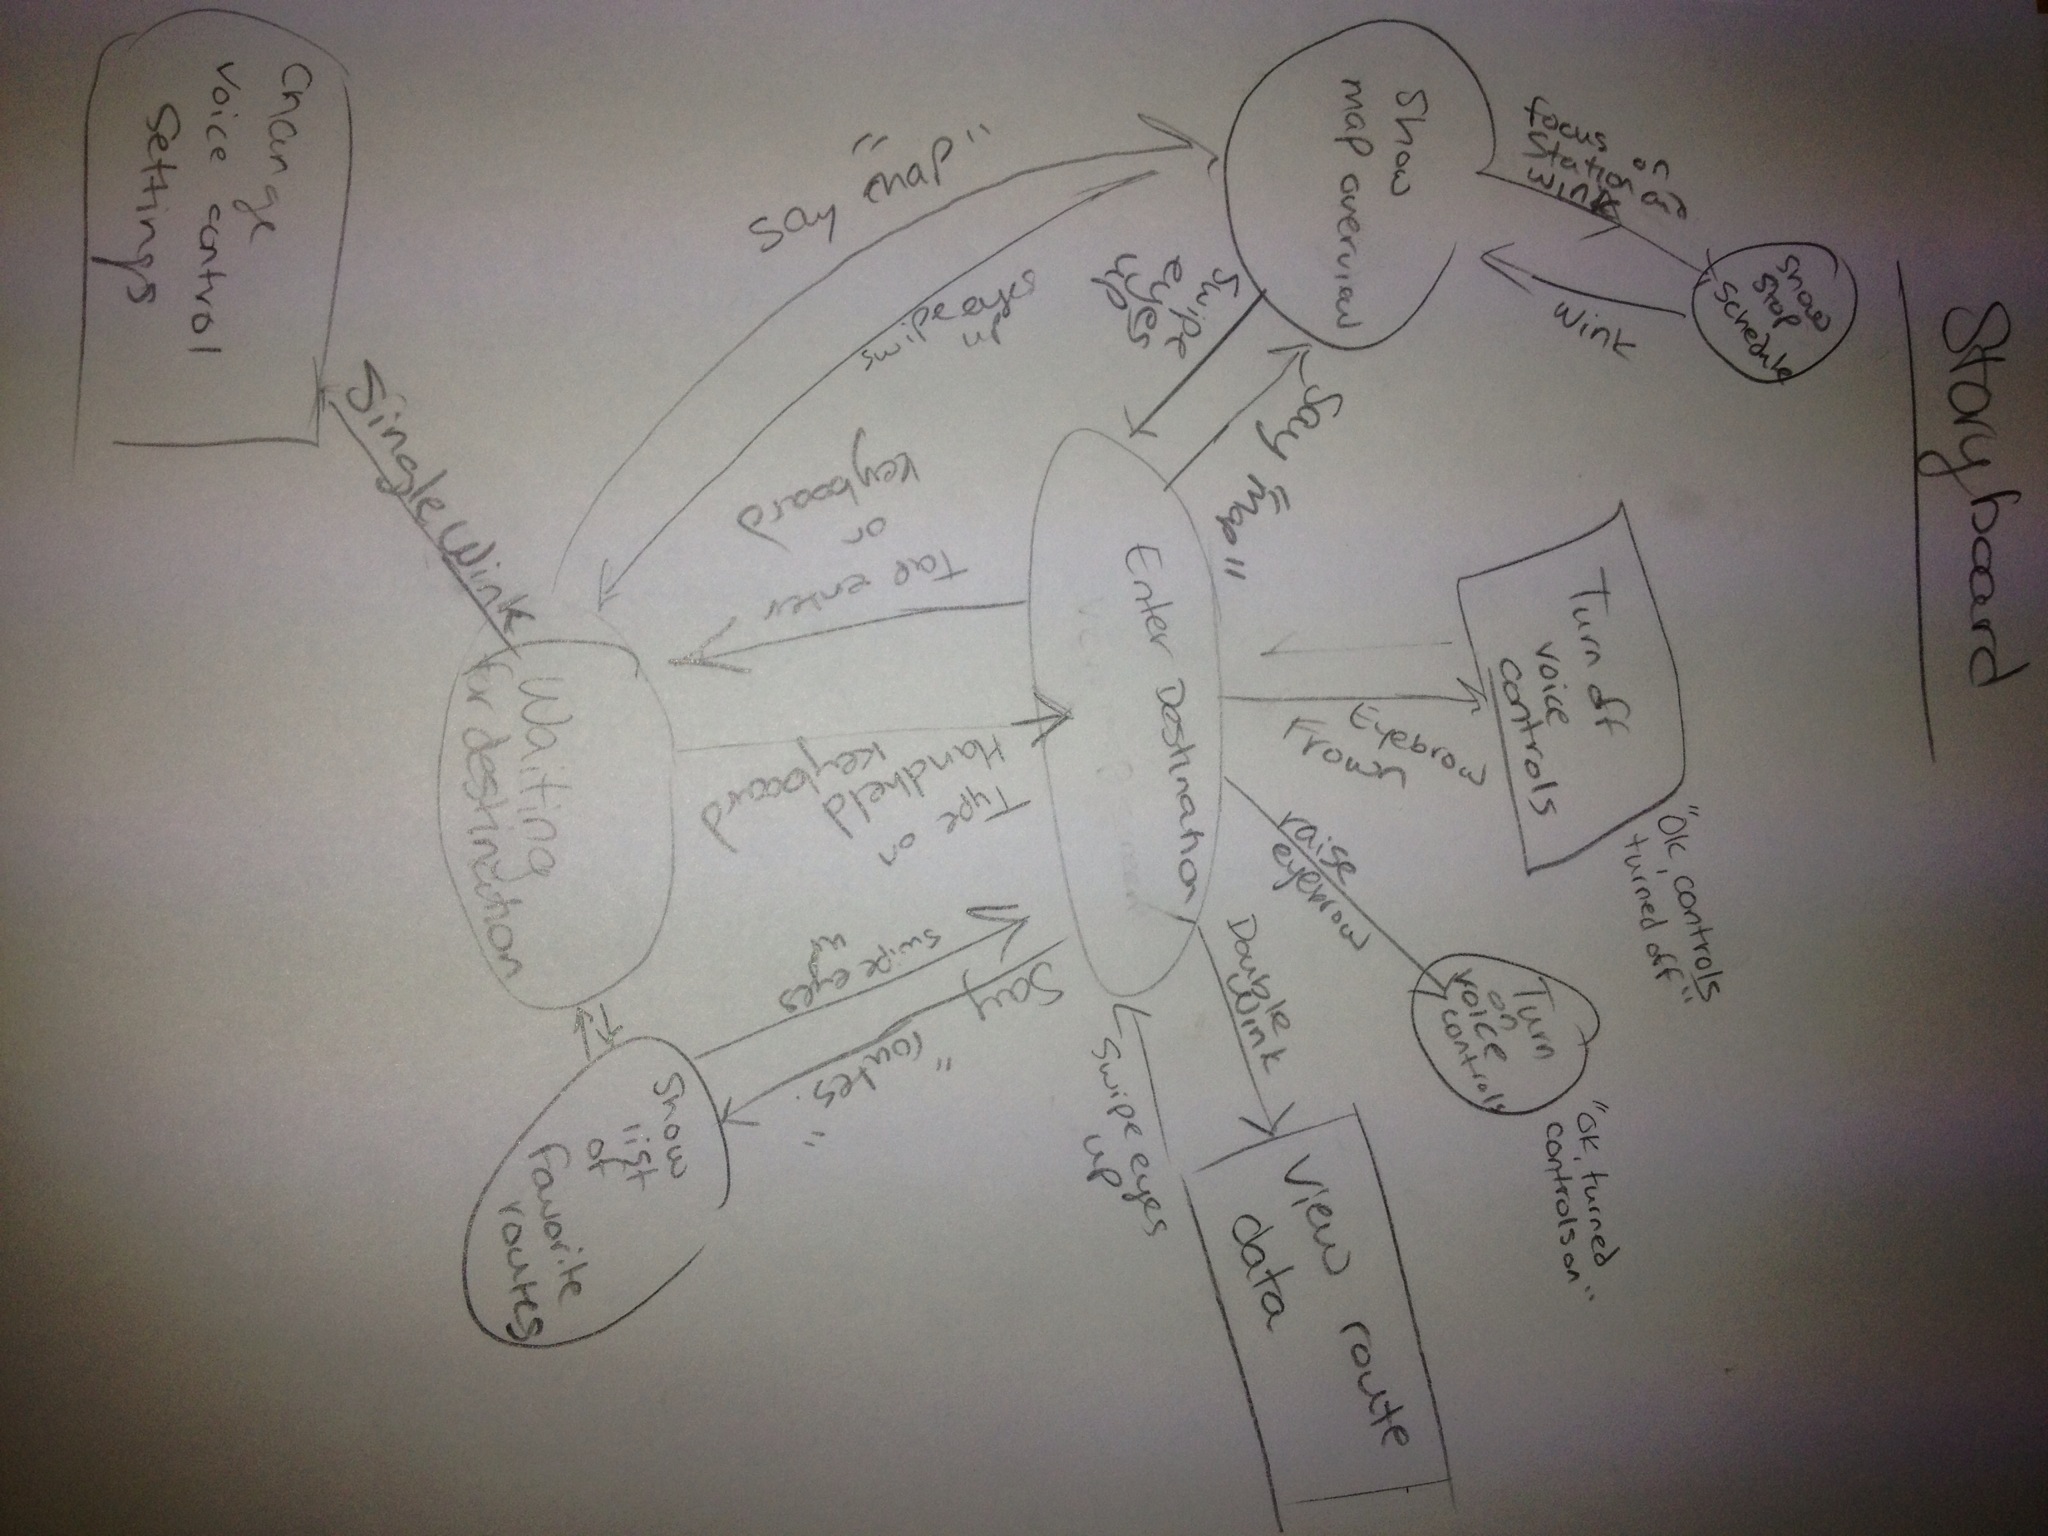 Storyboard
Show
Stop
Schedule
wink
focus on
wink
Show
map overview
Turn off
voice
controls
"OK, controls
turned off"
Turn
on
voice
controls
"OK, turned
controls on"
Eyebrow
frown
raise
eyebrow
Say "map"
Swipe
eyes
up
Enter Destination
Double
Wink
View route
data
Swipe eyes
up
Say "map"
swipe eyes
up
Tap enter
or
keyboard
Type on
Handheld
keyboard
swipe eyes
up
Say "routes"
Waiting
for destination
Show
list
of
favorite
routes
Single Wink
Change
voice control
Settings